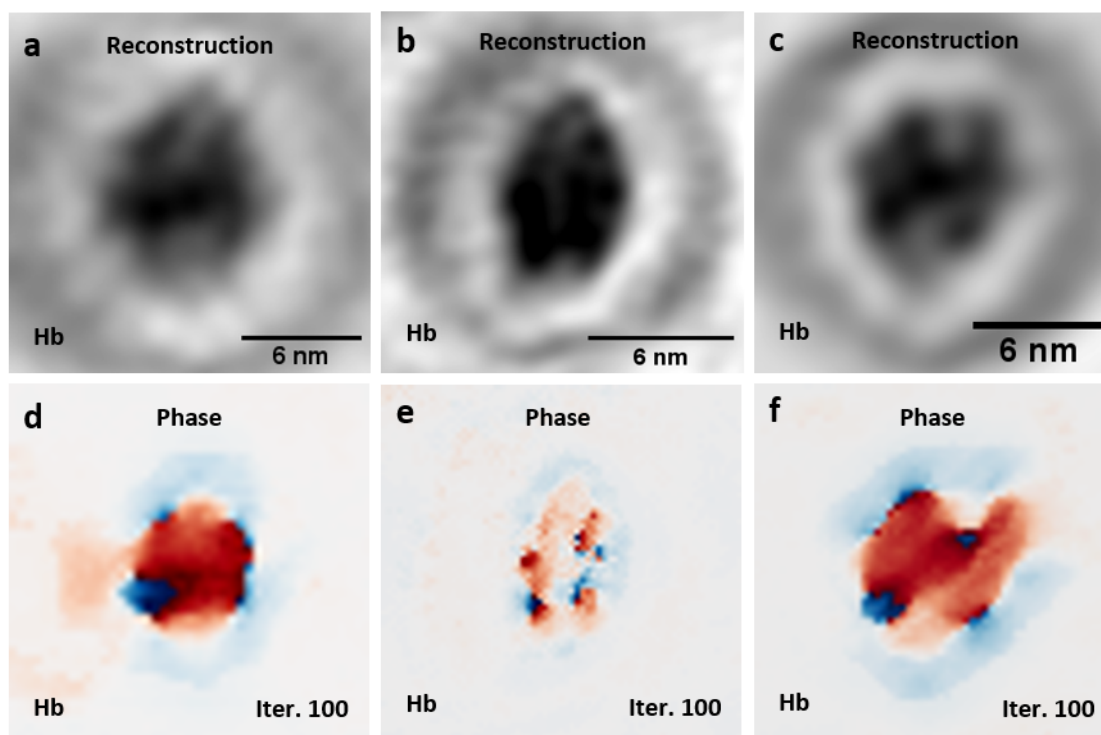 a
Reconstruction
Hb
6 nm
b
Reconstruction
Hb
6 nm
c
Reconstruction
Hb
6 nm
d
Phase
Hb
Iter. 100
e
Phase
Hb
Iter. 100
f
Phase
Hb
Iter. 100